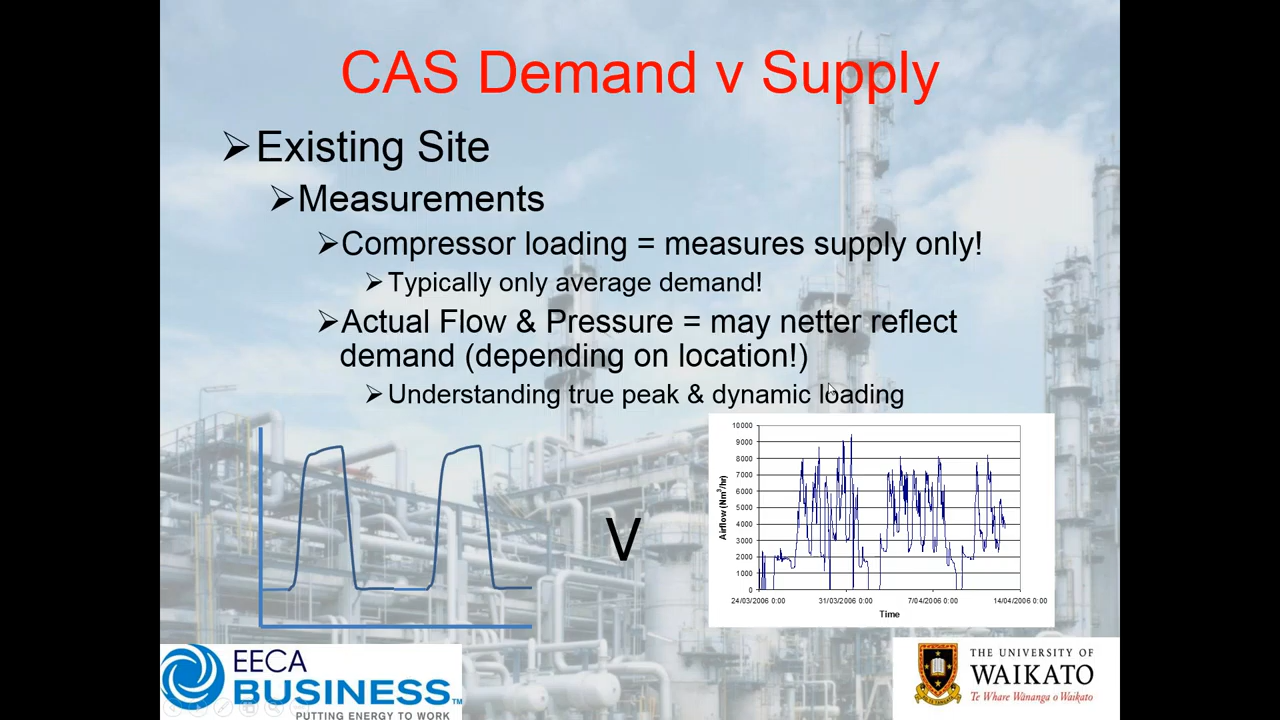 CAS Demand v Supply
Existing Site
Measurements
Compressor loading = measures supply only!
Typically only average demand!
Actual Flow & Pressure = may netter reflect
demand (depending on location!)
Understanding true peak & dynamic loading
V
Airflow (Nm³/hr)
10000
9000
8000
7000
6000
5000
4000
3000
2000
1000
0
24/03/2006 0:00 31/03/2006 0:00 7/04/2006 0:00 14/04/2006 0:00
Time
EECA
BUSINESS™
PUTTING ENERGY TO WORK
THE UNIVERSITY OF
WAIKATO
Te Whare Wānanga o Waikato